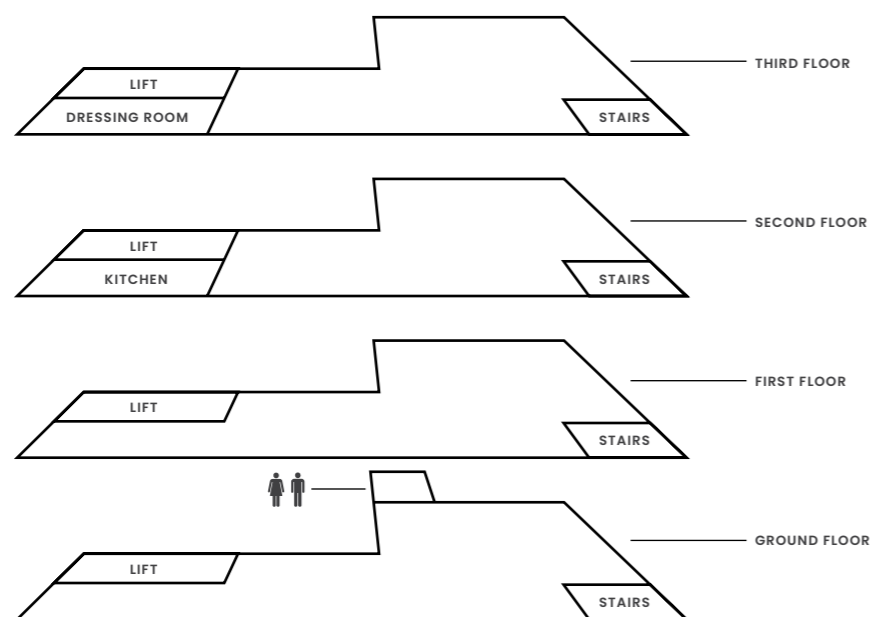 LIFT
THIRD FLOOR
DRESSING ROOM
STAIRS
LIFT
SECOND FLOOR
KITCHEN
STAIRS
LIFT
FIRST FLOOR
STAIRS
LIFT
GROUND FLOOR
STAIRS